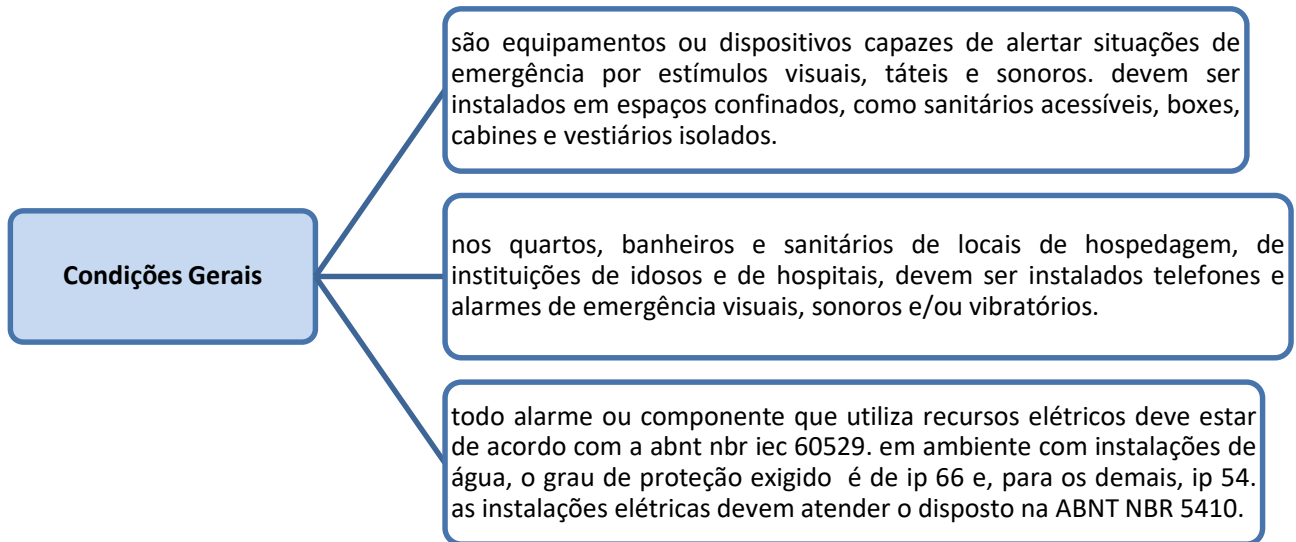 são equipamentos ou dispositivos capazes de alertar situações de
emergência por estímulos visuais, táteis e sonoros. devem ser
instalados em espaços confinados, como sanitários acessíveis, boxes,
cabines e vestiários isolados.
Condições Gerais
nos quartos, banheiros e sanitários de locais de hospedagem, de
instituições de idosos e de hospitais, devem ser instalados telefones e
alarmes de emergência visuais, sonoros e/ou vibratórios.
todo alarme ou componente que utiliza recursos elétricos deve estar
de acordo com a abnt nbr iec 60529. em ambiente com instalações de
água, o grau de proteção exigido é de ip 66 e, para os demais, ip 54.
as instalações elétricas devem atender o disposto na ABNT NBR 5410.